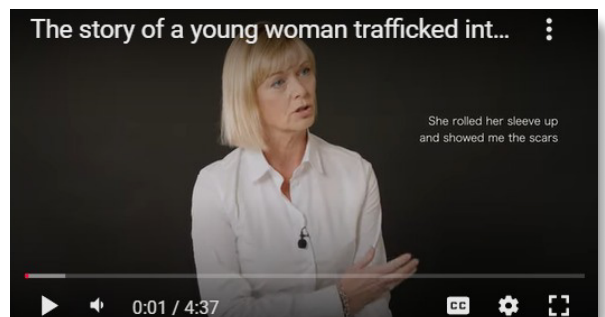 The story of a young woman trafficked int...
She rolled her sleeve up
and showed me the scars
0:01 / 4:37
CC